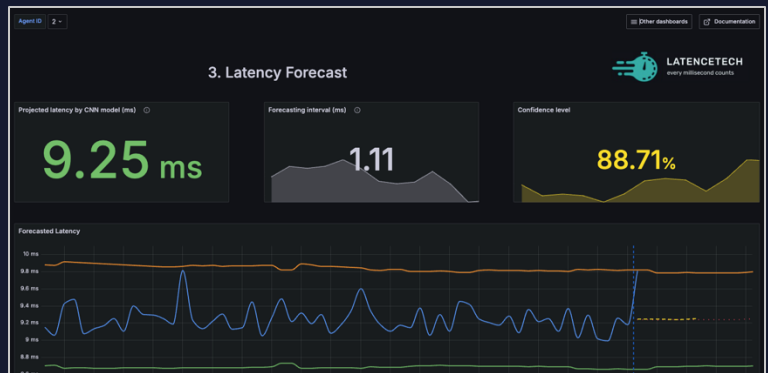 Agent ID 2
Other dashboards Documentation
3. Latency Forecast
LATENCETECH
every millisecond counts
Projected latency by CNN model (ms)
9.25 ms
Forecasting interval (ms)
1.11
Confidence level
88.71%
Forecasted Latency
10 ms
9.8 ms
9.6 ms
9.4 ms
9.2 ms
9 ms
8.8 ms